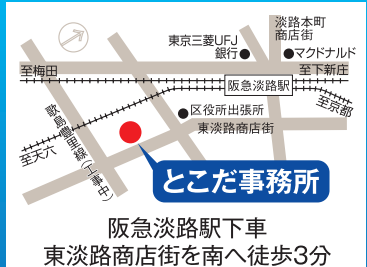 淡路本町
商店街
東京三菱UFJ
銀行
マクドナルド
至梅田
至下新庄
阪急淡路駅
至京都
区役所出張所
東淡路商店街
歌島豊里線(工事中)
至天六
とこだ事務所
阪急淡路駅下車
東淡路商店街を南へ徒歩3分